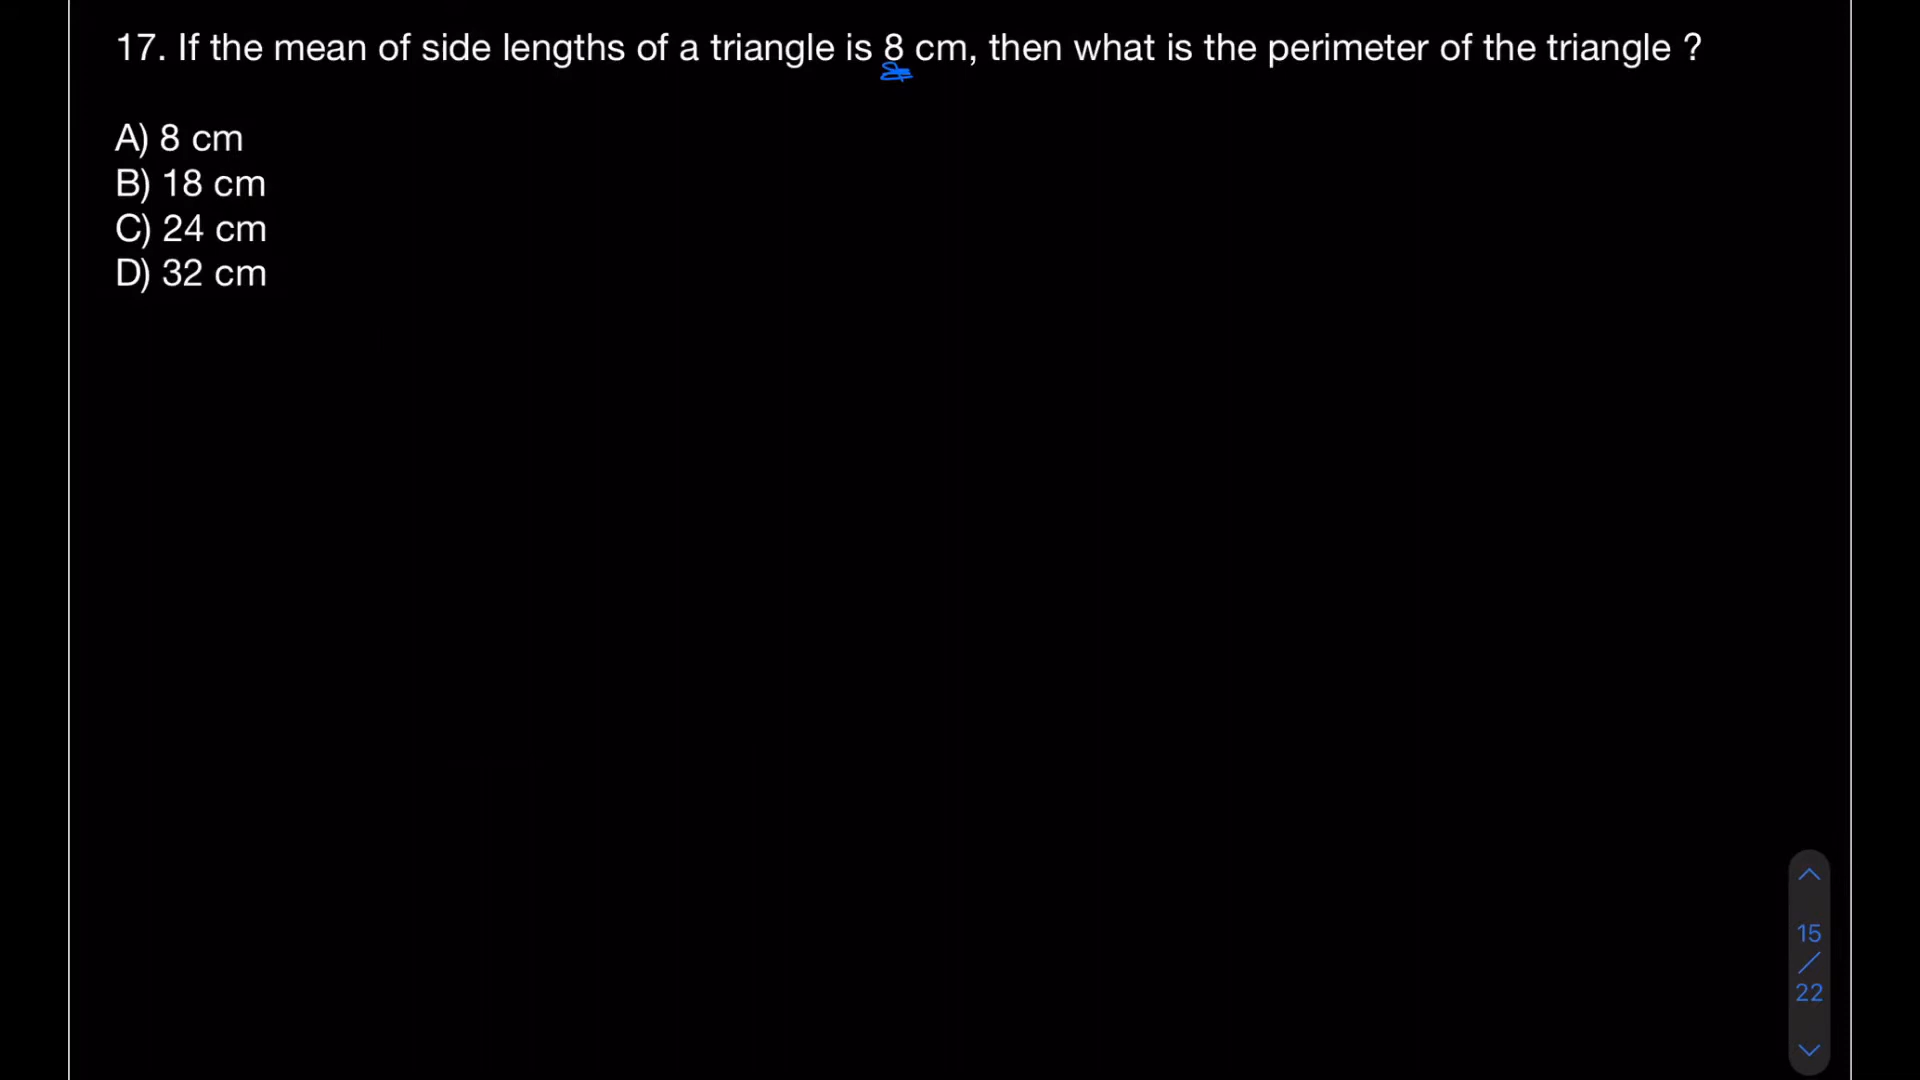 17. If the mean of side lengths of a triangle is 8 cm, then what is the perimeter of the triangle ?
A) 8 cm
B) 18 cm
C) 24 cm
D) 32 cm
15
/
22